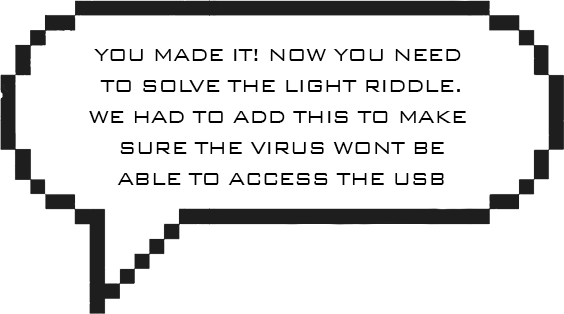 YOU MADE IT! NOW YOU NEED
TO SOLVE THE LIGHT RIDDLE.
WE HAD TO ADD THIS TO MAKE
SURE THE VIRUS WONT BE
ABLE TO ACCESS THE USB